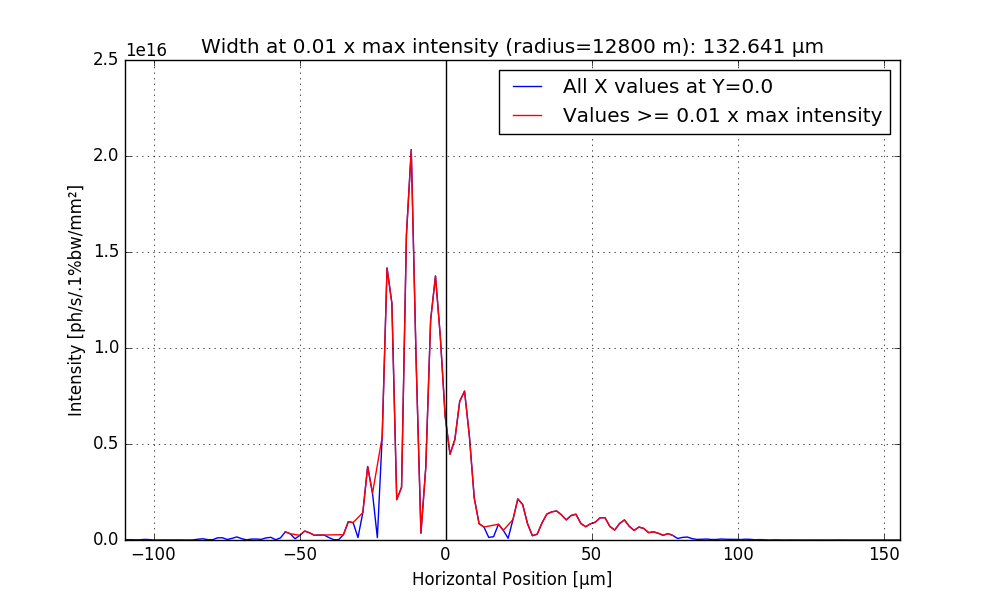 Width at 0.01 x max intensity (radius=12800 m): 132.641 µm
1e16
2.5
2.0
1.5
1.0
0.5
0.0
Intensity [ph/s/.1%bw/mm²]
All X values at Y=0.0
Values >= 0.01 x max intensity
−100 −50 0 50 100 150
Horizontal Position [µm]